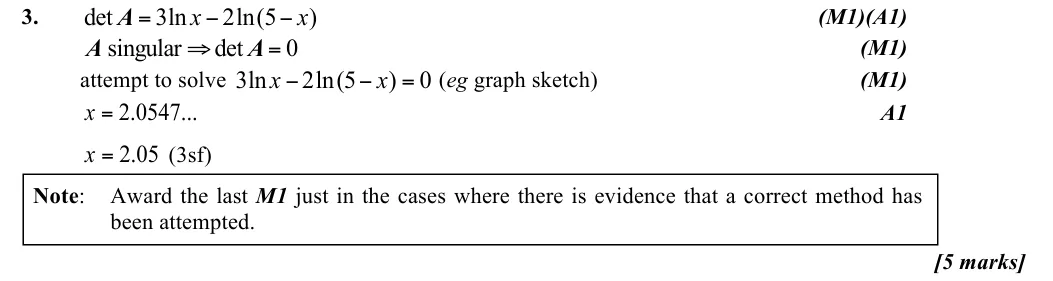 3. det A = 3ln x − 2ln(5 − x) (M1)(A1)
A singular ⇒ det A = 0 (M1)
attempt to solve 3ln x − 2ln(5 − x) = 0 (eg graph sketch) (M1)
x = 2.0547... A1
x = 2.05 (3sf)
Note: Award the last M1 just in the cases where there is evidence that a correct method has
been attempted.
[5 marks]